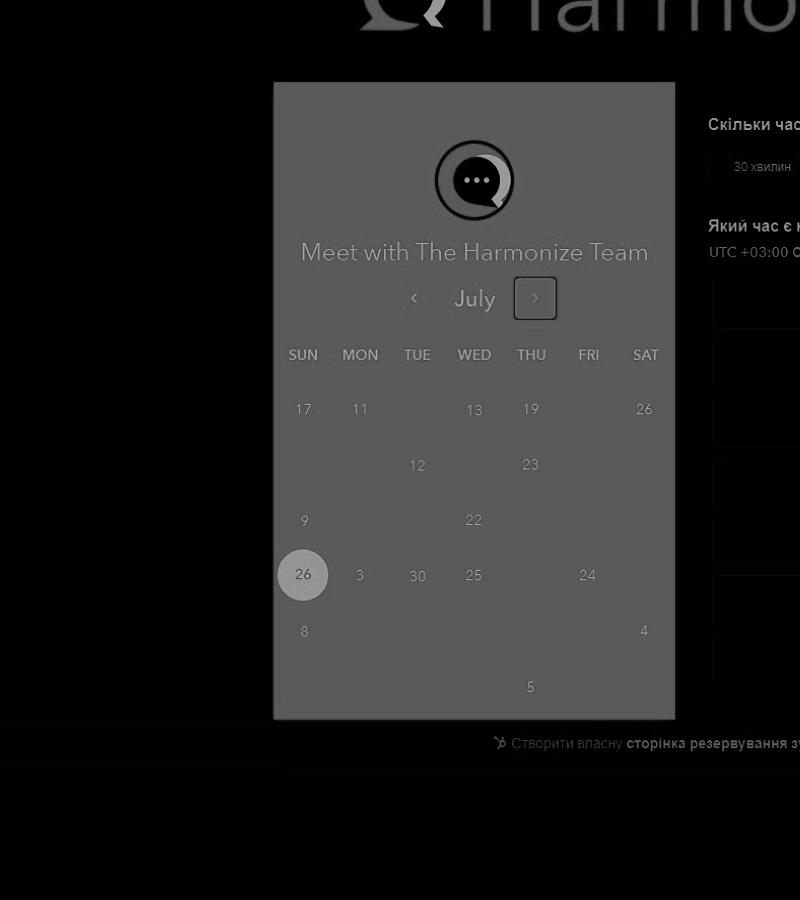 Harmo
Скільки час
30 хвилин
Meet with The Harmonize Team
Який час є
UTC +03:00
July
SUN MON TUE WED THU FRI SAT
17 11 13 19 26
12 23
9 22
26 3 30 25 24
8 4
5
Створити власну сторінка резервування з